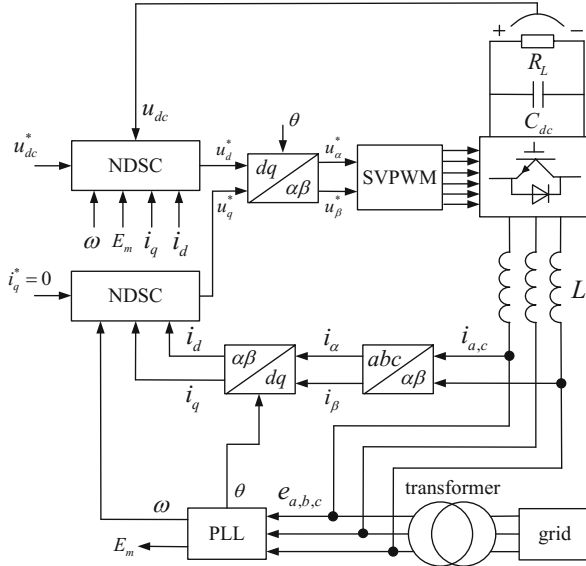 + −
R_L
C_dc
u_dc
u*_dc
NDSC
u*_d
θ
dq
αβ
u*_α
u*_β
SVPWM
u*_q
ω E_m i_q i_d
i*_q = 0
NDSC
L
i_d
αβ
dq
i_α
abc
αβ
i_a,c
i_q
i_β
ω
θ
e_a,b,c
transformer
PLL
grid
E_m